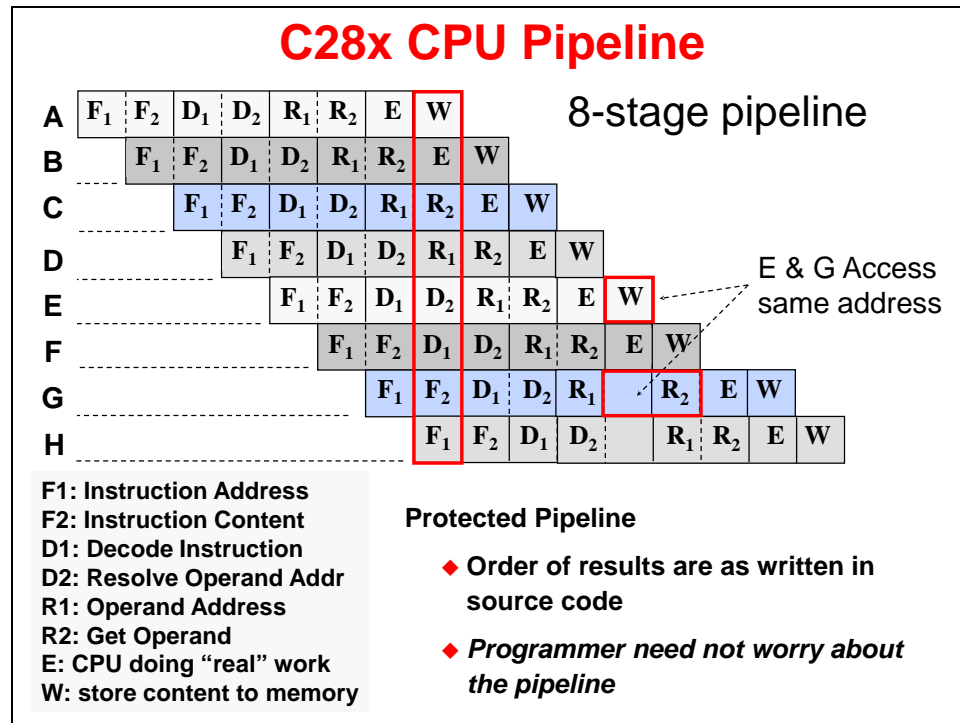 C28x CPU Pipeline
8-stage pipeline
A F₁ F₂ D₁ D₂ R₁ R₂ E W
B F₁ F₂ D₁ D₂ R₁ R₂ E W
C F₁ F₂ D₁ D₂ R₁ R₂ E W
D F₁ F₂ D₁ D₂ R₁ R₂ E W
E F₁ F₂ D₁ D₂ R₁ R₂ E W
F F₁ F₂ D₁ D₂ R₁ R₂ E W
G F₁ F₂ D₁ D₂ R₁ R₂ E W
H F₁ F₂ D₁ D₂ R₁ R₂ E W
E & G Access
same address
F1: Instruction Address
F2: Instruction Content
D1: Decode Instruction
D2: Resolve Operand Addr
R1: Operand Address
R2: Get Operand
E: CPU doing “real” work
W: store content to memory
Protected Pipeline
◆ Order of results are as written in
source code
◆ Programmer need not worry about
the pipeline